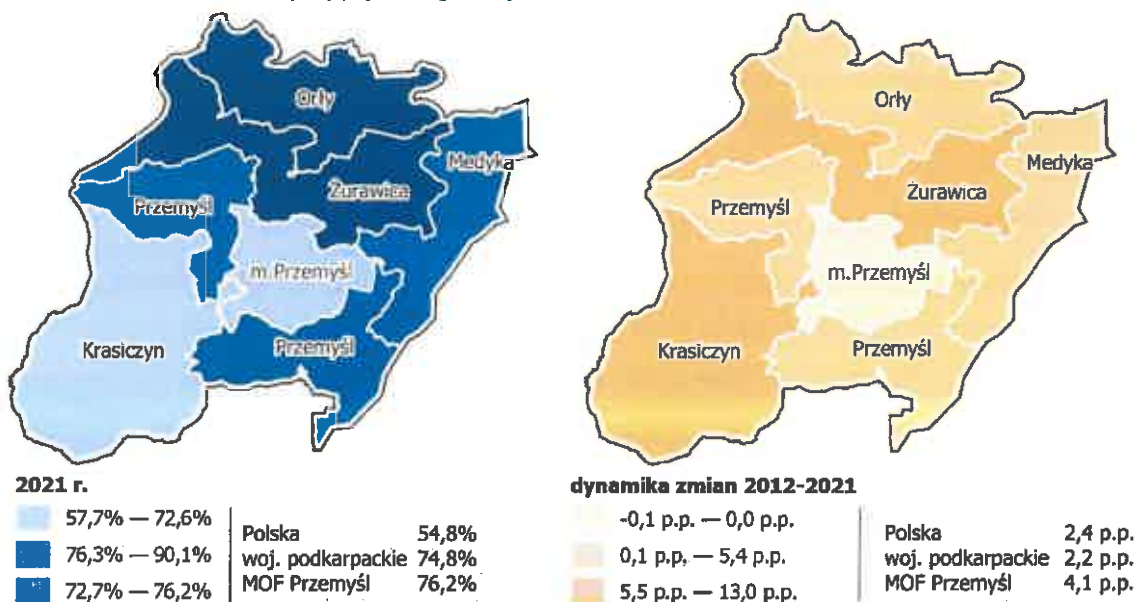 Orły
Medyka
Żurawica
Przemyśl
m.Przemyśl
Krasiczyn
Przemyśl
2021 r.
57,7% — 72,6%
76,3% — 90,1%
72,7% — 76,2%
Polska 54,8%
woj. podkarpackie 74,8%
MOF Przemyśl 76,2%
Orły
Medyka
Żurawica
Przemyśl
m.Przemyśl
Krasiczyn
Przemyśl
dynamika zmian 2012-2021
-0,1 p.p. — 0,0 p.p.
0,1 p.p. — 5,4 p.p.
5,5 p.p. — 13,0 p.p.
Polska 2,4 p.p.
woj. podkarpackie 2,2 p.p.
MOF Przemyśl 4,1 p.p.